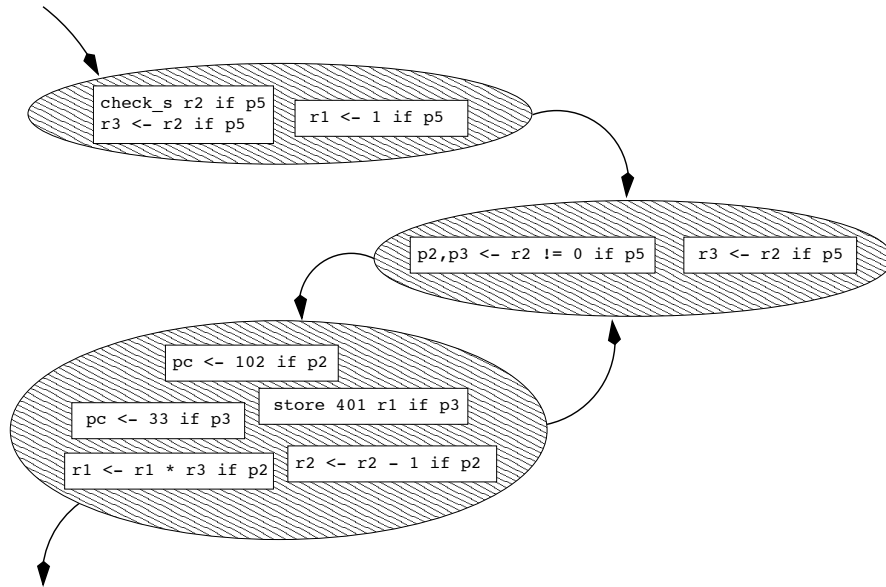 check_s r2 if p5
r3 <- r2 if p5
r1 <- 1 if p5
p2,p3 <- r2 != 0 if p5
r3 <- r2 if p5
pc <- 102 if p2
store 401 r1 if p3
pc <- 33 if p3
r1 <- r1 * r3 if p2
r2 <- r2 - 1 if p2